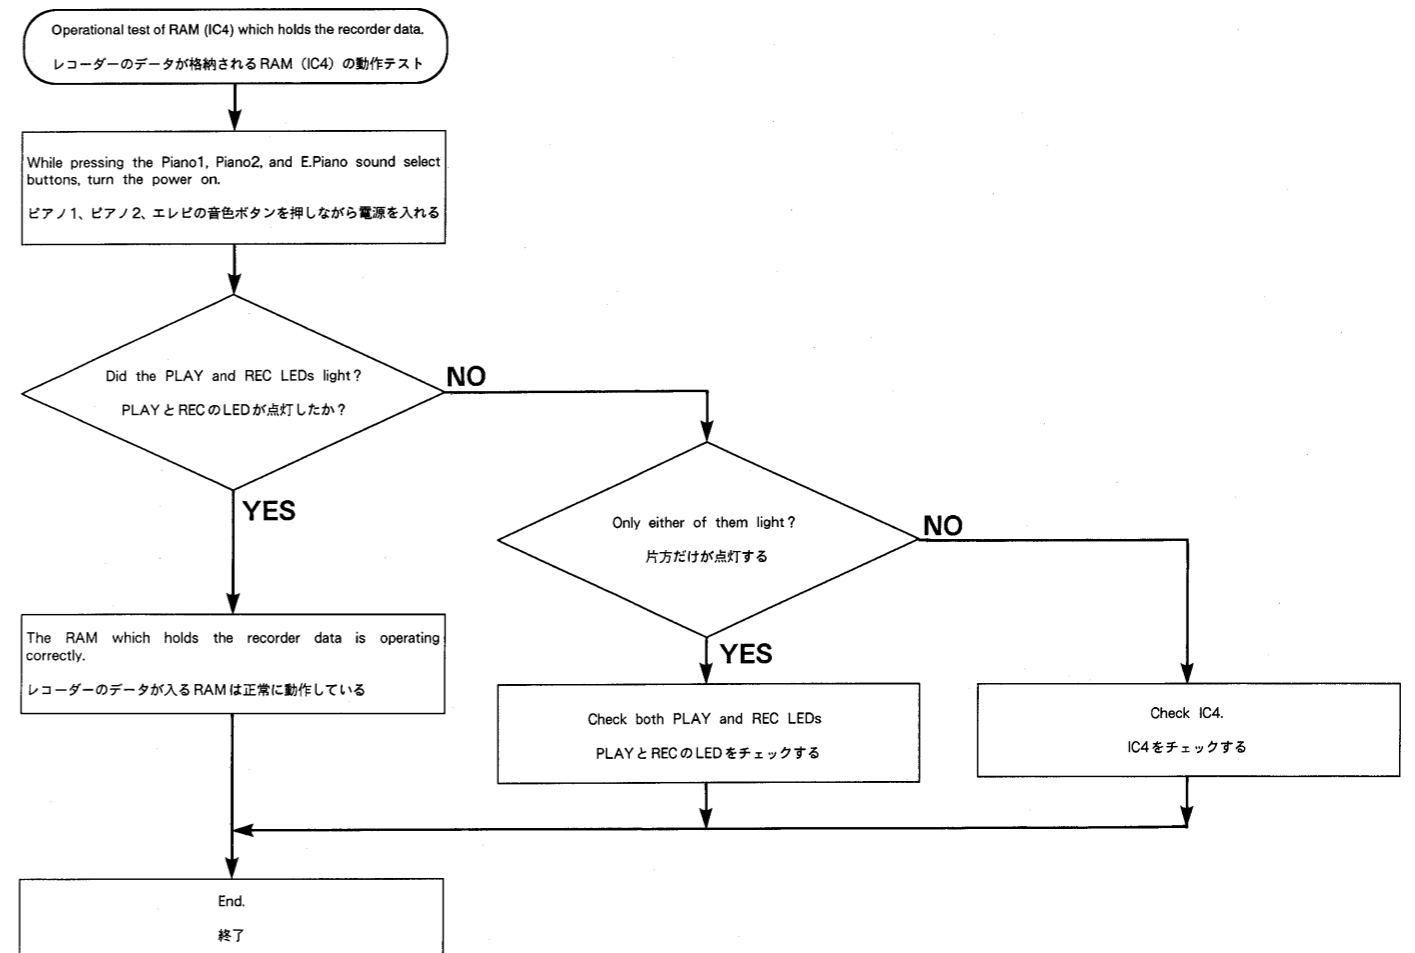 Operational test of RAM (IC4) which holds the recorder data.
レコーダーのデータが格納されるRAM（IC4）の動作テスト
While pressing the Piano1, Piano2, and E.Piano sound select
buttons, turn the power on.
ピアノ1、ピアノ2、エレピの音色ボタンを押しながら電源を入れる
Did the PLAY and REC LEDs light?
PLAYとRECのLEDが点灯したか？
NO
YES
Only either of them light?
片方だけが点灯する
NO
YES
The RAM which holds the recorder data is operating
correctly.
レコーダーのデータが入るRAMは正常に動作している
Check both PLAY and REC LEDs
PLAYとRECのLEDをチェックする
Check IC4.
IC4をチェックする
End.
終了